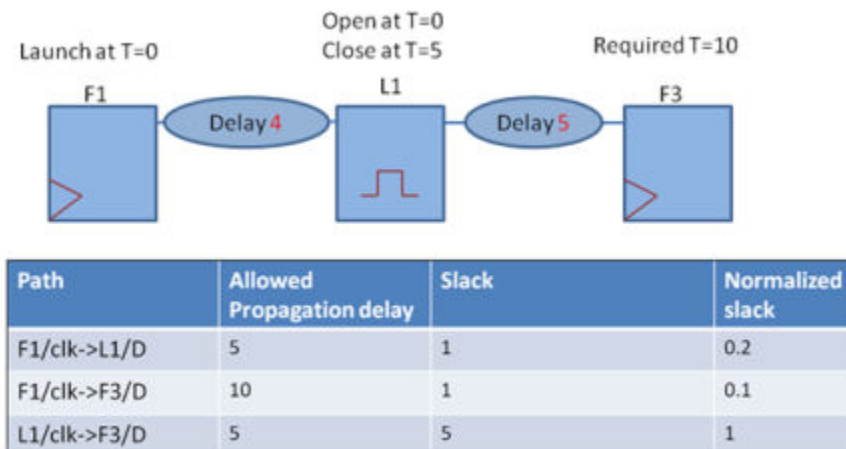 Open at T=0
Launch at T=0
Close at T=5
Required T=10
F1
L1
F3
Delay 4
Delay 5
Path Allowed Propagation delay Slack Normalized slack
F1/clk->L1/D 5 1 0.2
F1/clk->F3/D 10 1 0.1
L1/clk->F3/D 5 5 1